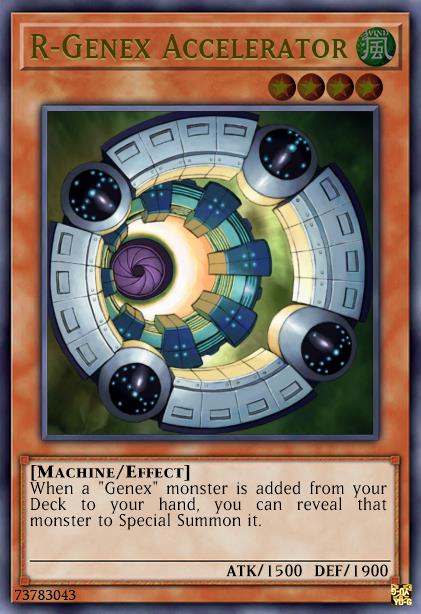 R-Genex Accelerator
WIND
風
[Machine/Effect]
When a "Genex" monster is added from your
Deck to your hand, you can reveal that
monster to Special Summon it.
ATK/1500 DEF/1900
73783043